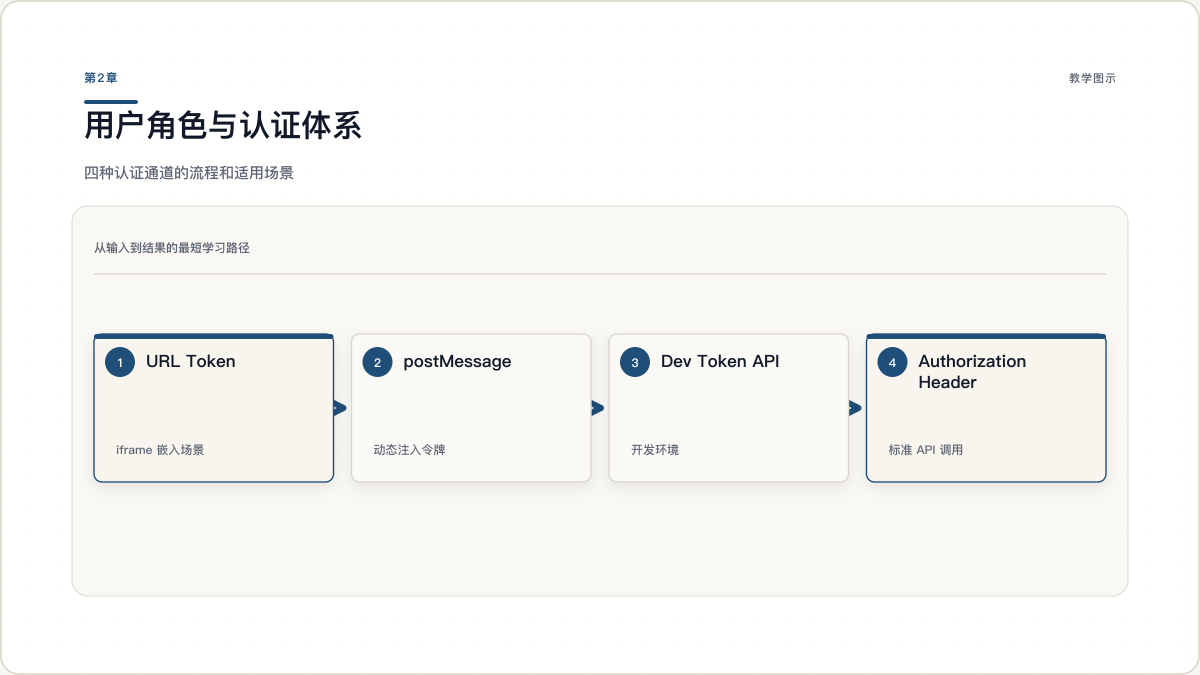 第2章
教学图示
用户角色与认证体系
四种认证通道的流程和适用场景
从输入到结果的最短学习路径
1
URL Token
iframe 嵌入场景
2
postMessage
动态注入令牌
3
Dev Token API
开发环境
4
Authorization
Header
标准 API 调用